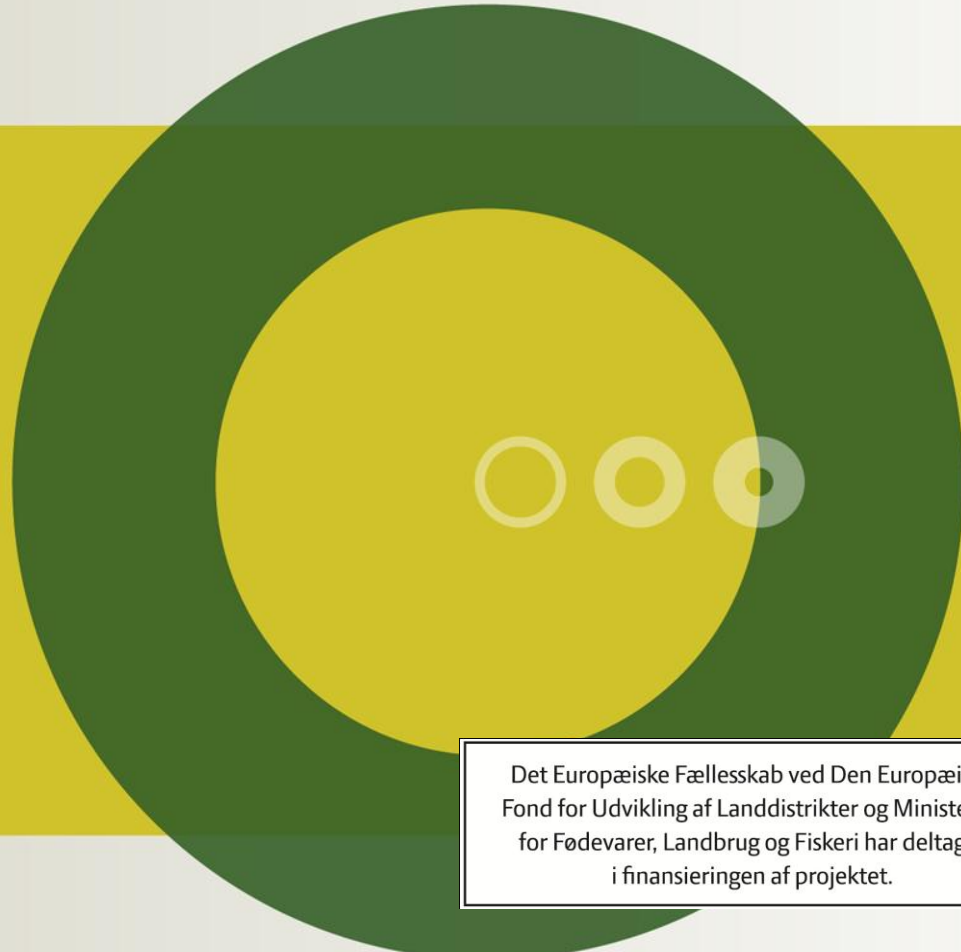 Det Europæiske Fællesskab ved Den Europæi
Fond for Udvikling af Landdistrikter og Ministe
for Fødevarer, Landbrug og Fiskeri har deltag
i finansieringen af projektet.